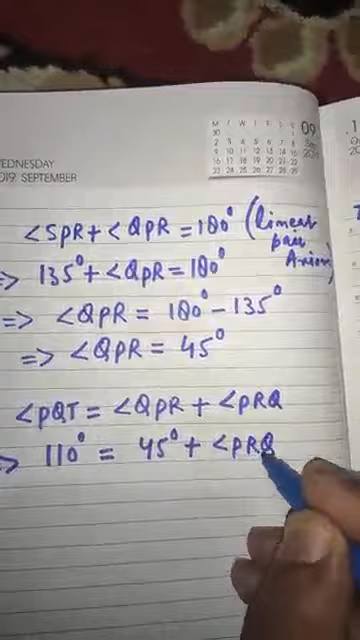 M T W T F S S
09
WEDNESDAY
2019 SEPTEMBER
<SPR + <QPR = 180° (linear pair Axiom)
=> 135° + <QPR = 180°
=> <QPR = 180° - 135°
=> <QPR = 45°
<PQT = <QPR + <PRQ
=> 110° = 45° + <PRQ